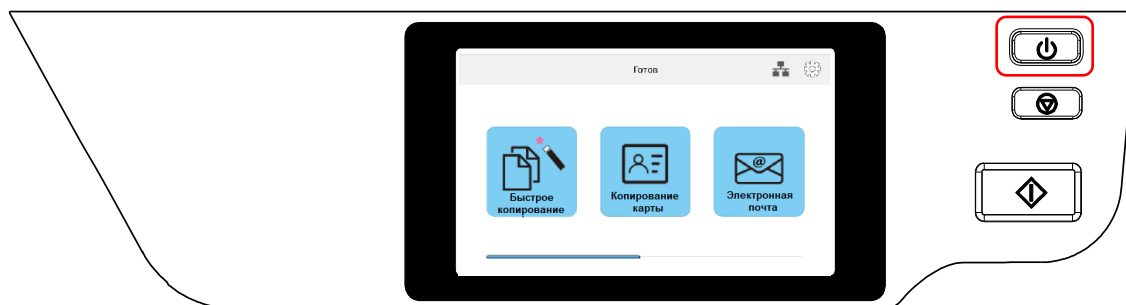 Готов
Быстрое
копирование
Копирование
карты
@
Электронная
почта